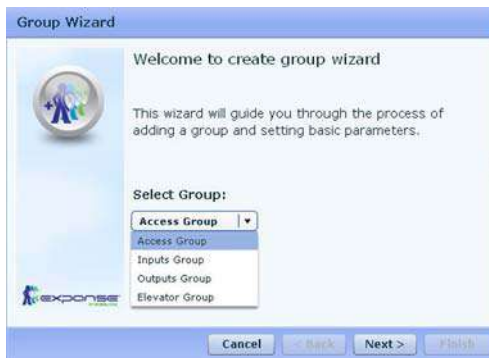 Group Wizard
Welcome to create group wizard
This wizard will guide you through the process of
adding a group and setting basic parameters.
Select Group:
Access Group
Access Group
Inputs Group
Outputs Group
Elevator Group
expanse
Cancel
< Back
Next >
Finish